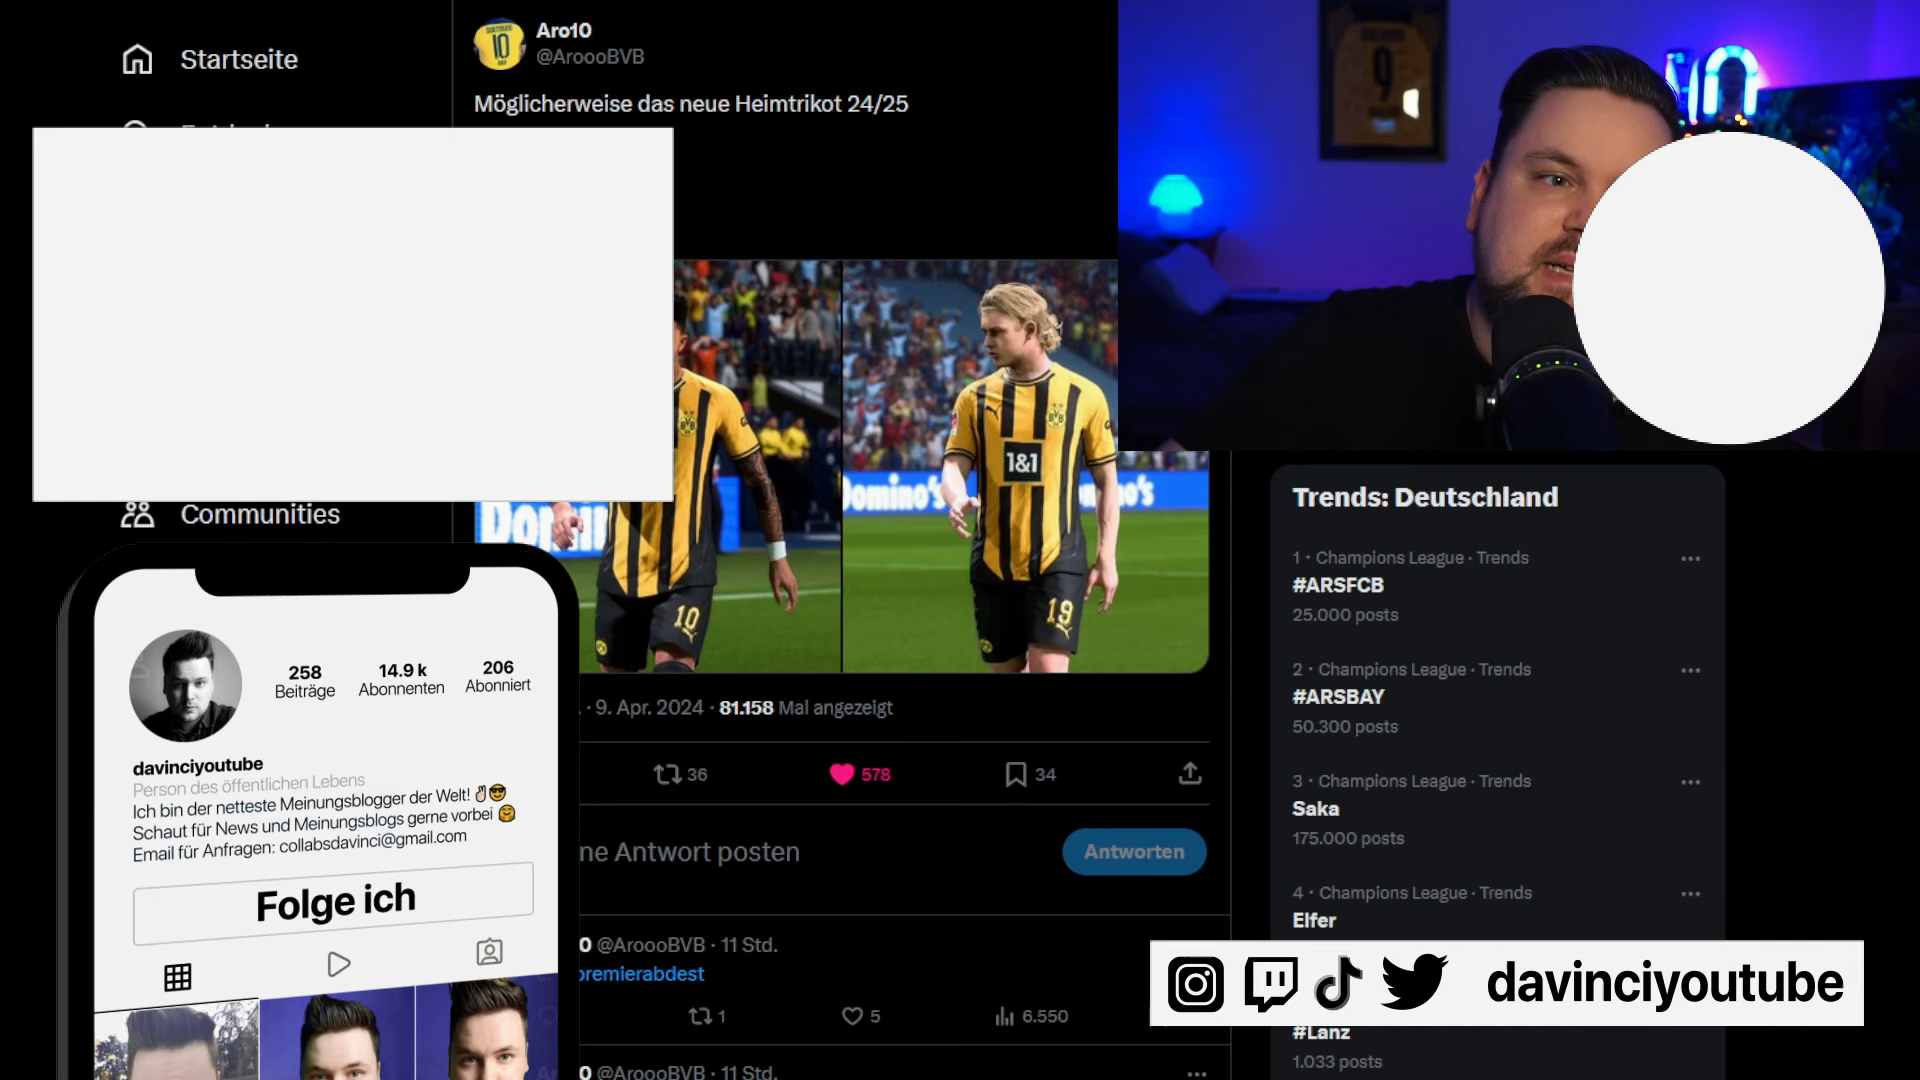 Startseite
Communities
Aro10
@AroooBVB
Möglicherweise das neue Heimtrikot 24/25
10
9
1&1
Domino's
10
19
9. Apr. 2024 · 81.158 Mal angezeigt
36
578
34
ne Antwort posten
Antworten
0 @AroooBVB · 11 Std.
premierabdest
1
5
6.550
0 @AroooBVB · 11 Std.
Trends: Deutschland
1 · Champions League · Trends
#ARSFCB
25.000 posts
2 · Champions League · Trends
#ARSBAY
50.300 posts
3 · Champions League · Trends
Saka
175.000 posts
4 · Champions League · Trends
Elfer
#Lanz
1.033 posts
davinciyoutube
258
Beiträge
14.9 k
Abonnenten
206
Abonniert
davinciyoutube
Person des öffentlichen Lebens
Ich bin der netteste Meinungsblogger der Welt! ✌🏻😎
Schaut für News und Meinungsblogs gerne vorbei 🤗
Email für Anfragen: collabsdavinci@gmail.com
Folge ich